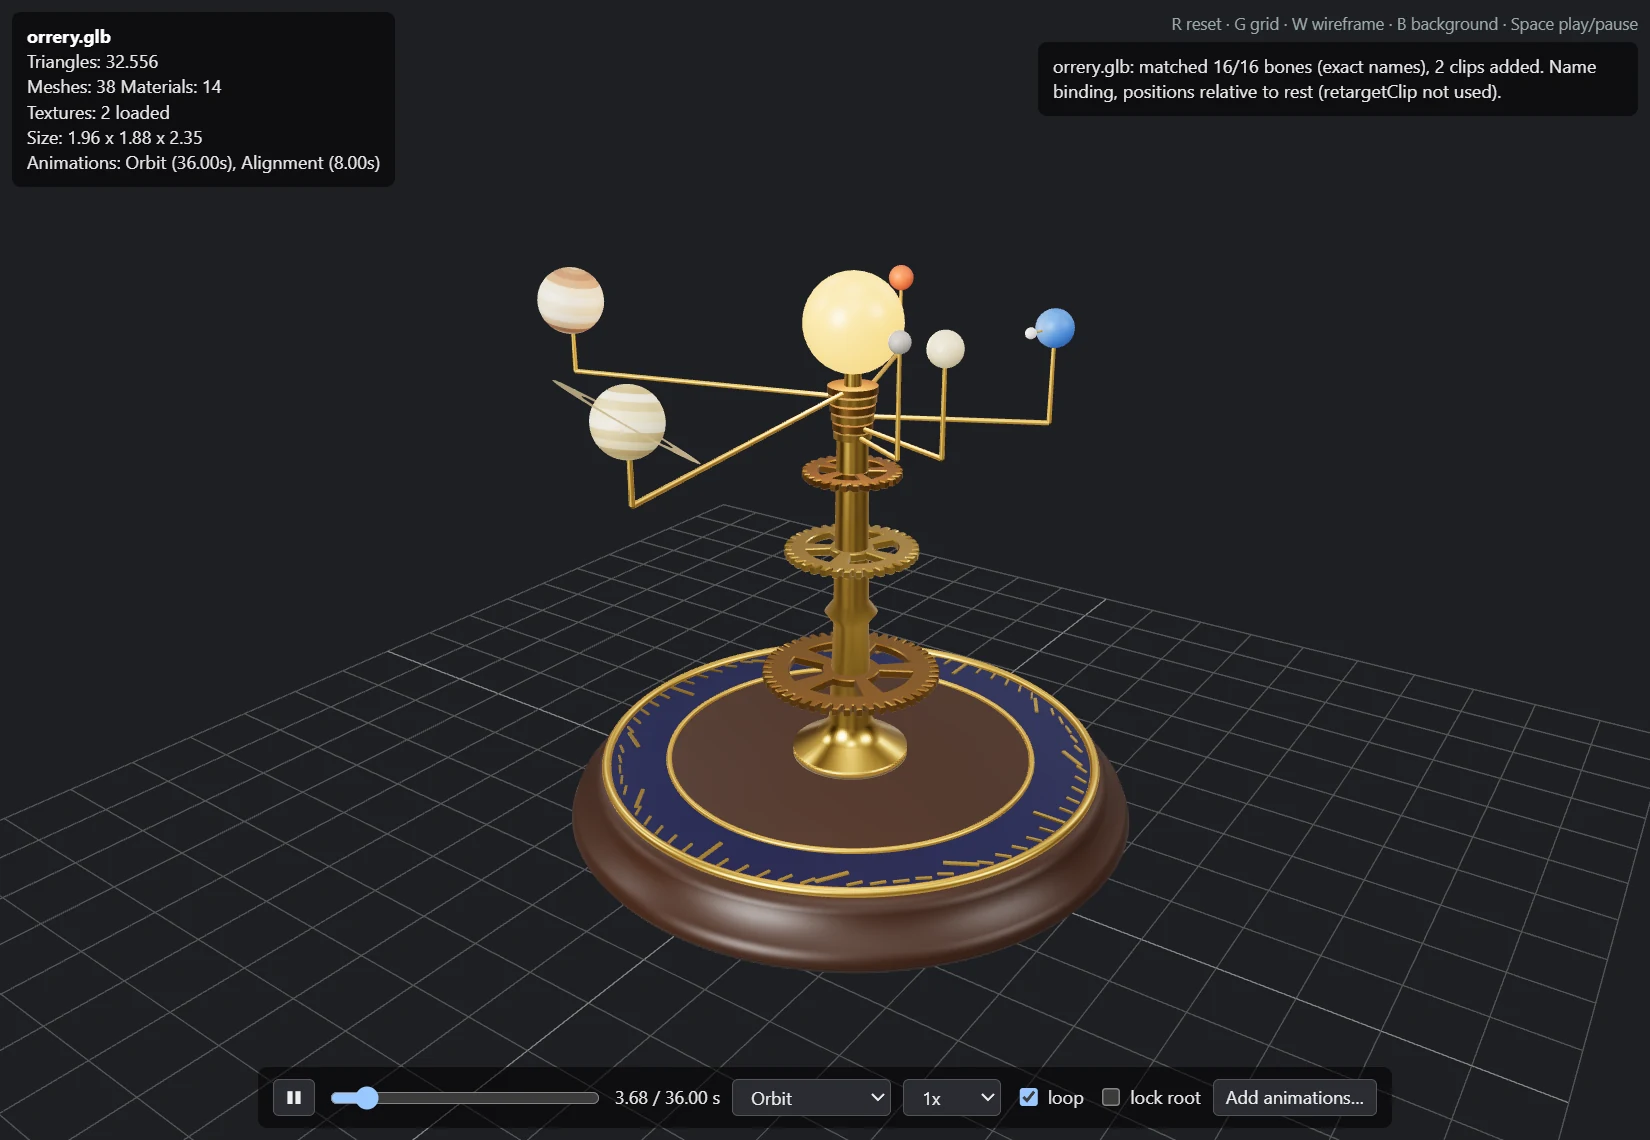 orrery.glb
Triangles: 32.556
Meshes: 38 Materials: 14
Textures: 2 loaded
Size: 1.96 x 1.88 x 2.35
Animations: Orbit (36.00s), Alignment (8.00s)
R reset · G grid · W wireframe · B background · Space play/pause
orrery.glb: matched 16/16 bones (exact names), 2 clips added. Name
binding, positions relative to rest (retargetClip not used).
3.68 / 36.00 s
Orbit
1x
loop
lock root
Add animations...